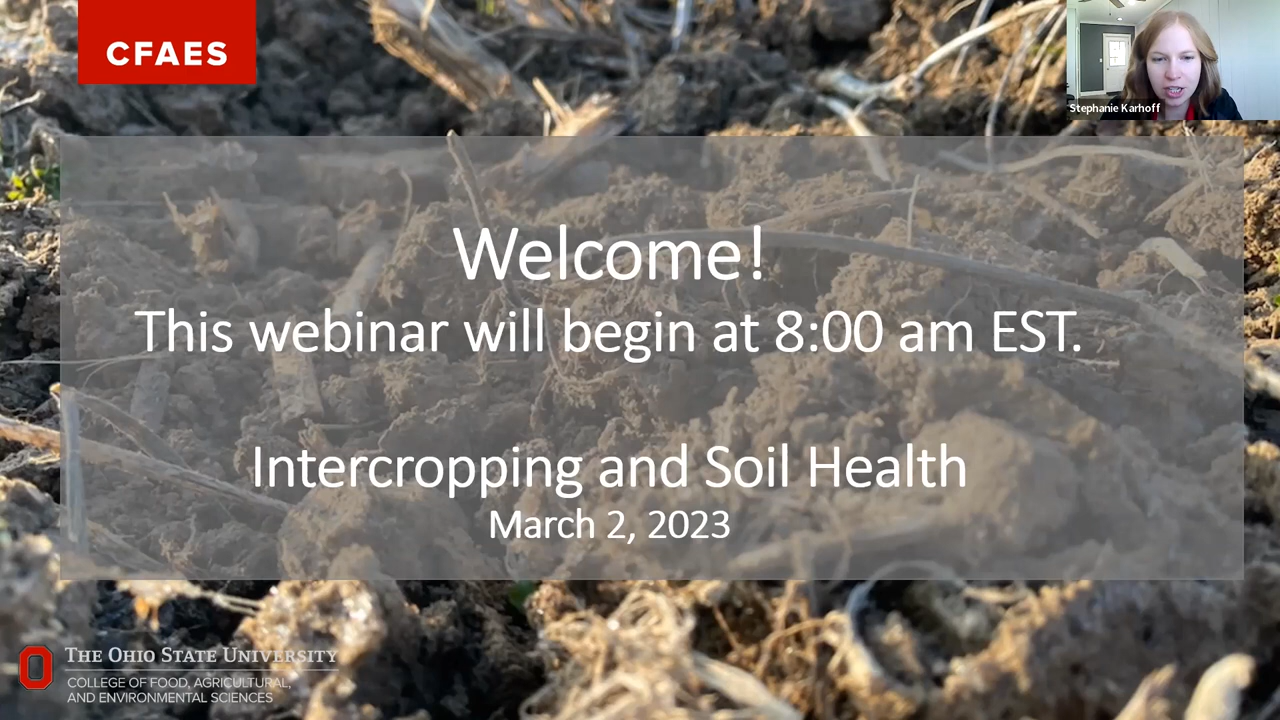 CFAES
Stephanie Karhoff
Welcome!
This webinar will begin at 8:00 am EST.
Intercropping and Soil Health
March 2, 2023
THE OHIO STATE UNIVERSITY
COLLEGE OF FOOD, AGRICULTURAL,
AND ENVIRONMENTAL SCIENCES